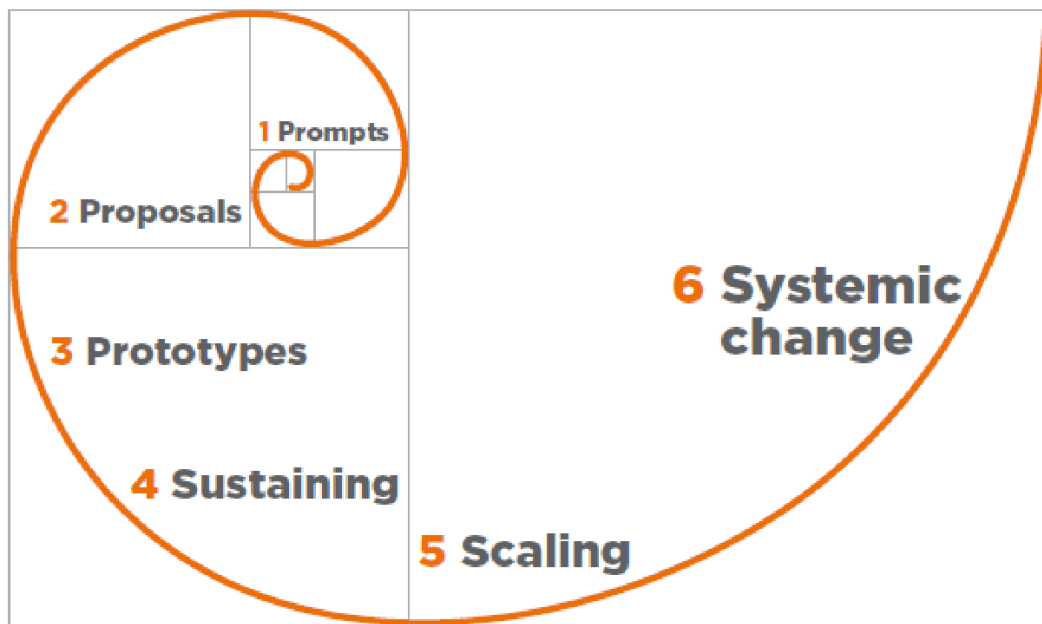 1 Prompts
2 Proposals
3 Prototypes
4 Sustaining
5 Scaling
6 Systemic
change